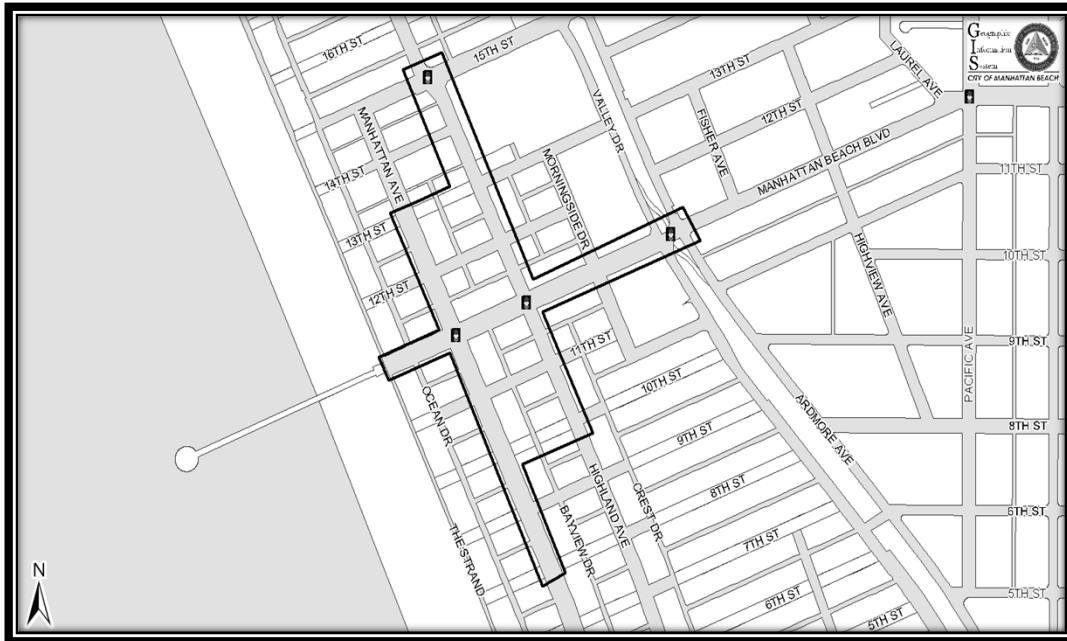 Geographic
Information
System
CITY OF MANHATTAN BEACH
16TH ST
15TH ST
LAUREL AVE
13TH ST
VALLEY DR
FISHER AVE
12TH ST
MANHATTAN AVE
MANHATTAN BEACH BLVD
14TH ST
MORNINGSIDE DR
11TH ST
13TH ST
HIGHVIEW AVE
10TH ST
12TH ST
11TH ST
9TH ST
PACIFIC AVE
10TH ST
OCEAN DR
ARDMORE AVE
8TH ST
9TH ST
8TH ST
HIGHLAND AVE
CREST DR
BAYVIEW DR
6TH ST
7TH ST
THE STRAND
N
6TH ST
5TH ST
5TH ST